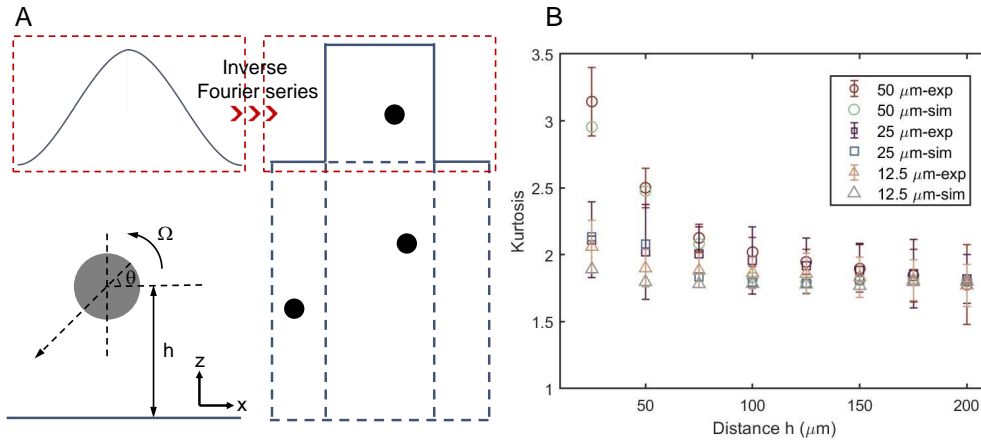 A
Inverse
Fourier series
Ω
θ
h
z
x
B
3.5
3
2.5
2
1.5
1
Kurtosis
50 μm-exp
50 μm-sim
25 μm-exp
25 μm-sim
12.5 μm-exp
12.5 μm-sim
50
100
150
200
Distance h (μm)